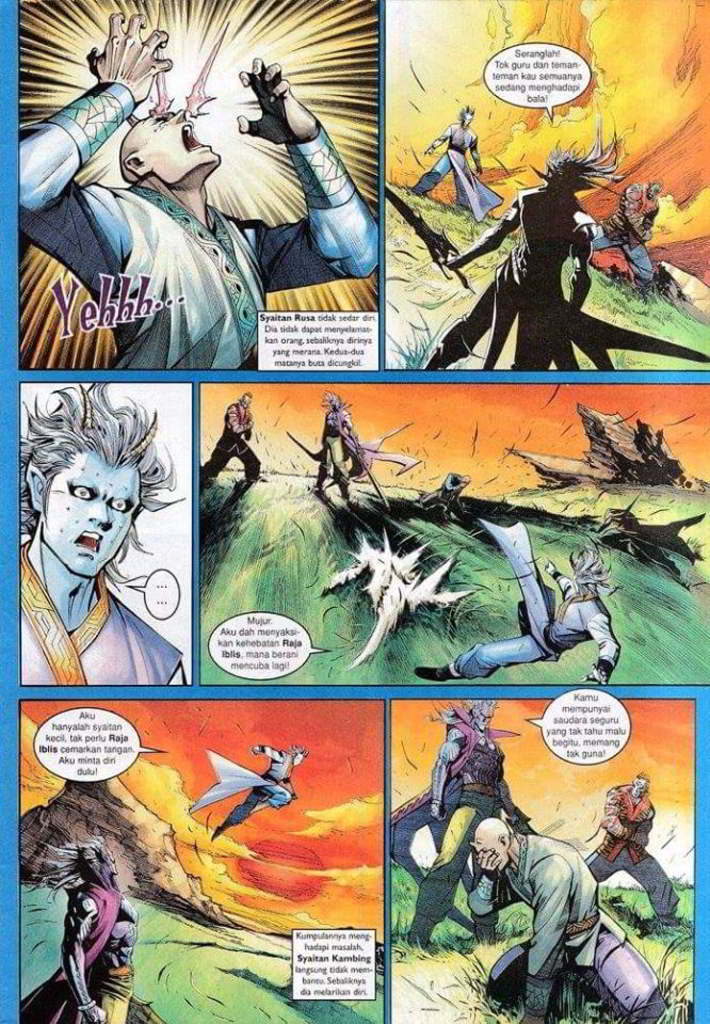 Yehhh...
Syaitan Rusa tidak sedar diri.
Dia tidak dapat menyelamat-
kan orang, sebaliknya dirinya
yang merana. Kedua-dua
matanya buta dicungkil.
Seranglah!
Tok guru dan teman-
teman kau semuanya
sedang menghadapi
bala!
...
...
Mujur.
Aku dah menyaksi-
kan kehebatan Raja
Iblis, mana berani
mencuba lagi!
Aku
hanyalah syaitan
kecil, tak perlu Raja
Iblis cemarkan tangan.
Aku minta diri
dulu!
Kumpulannya meng-
hadapi masalah,
Syaitan Kambing
langsung tidak mem-
bantu. Sebaliknya
dia melarikan diri.
Kamu
mempunyai
saudara seguru
yang tak tahu malu
begitu, memang
tak guna!